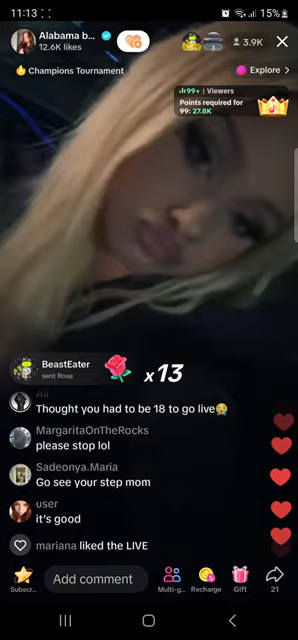 11:13
15%
Alabama b...
12.6K likes
18+
3
3.9K
Champions Tournament
Explore >
99+ | Viewers
Points required for
99: 27.8K
BeastEater
sent Rose
x13
Ali
Thought you had to be 18 to go live😭
MargaritaOnTheRocks
please stop lol
Sadeonya.Maria
Go see your step mom
user
it's good
mariana liked the LIVE
Subscr...
Add comment
Multi-g...
Recharge
Gift
21